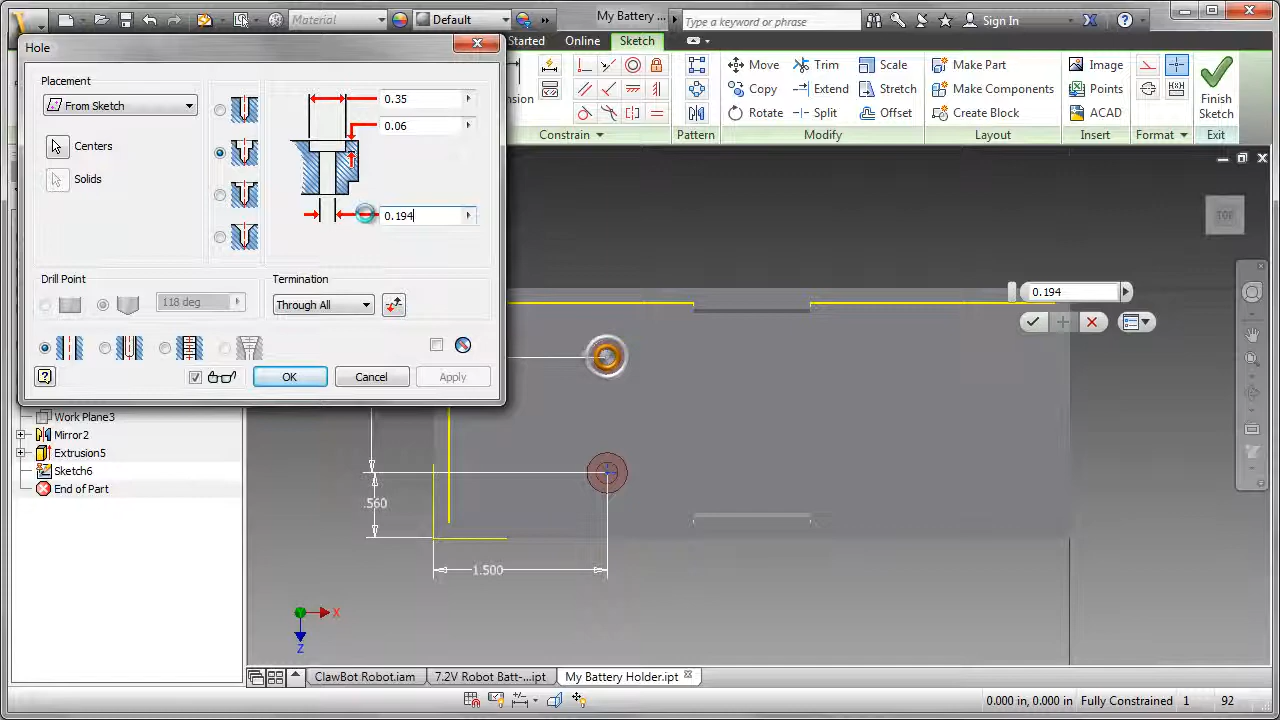 Material
Default
My Battery ...
Type a keyword or phrase
Sign In
Started
Online
Sketch
Hole
Placement
From Sketch
Centers
Solids
0.35
0.06
0.194
Drill Point
118 deg
Termination
Through All
OK
Cancel
Apply
Move
Copy
Rotate
Trim
Split
Extend
Scale
Stretch
Offset
Make Part
Make Components
Create Block
Image
Points
ACAD
Finish
Sketch
Constrain
Pattern
Modify
Layout
Insert
Format
Exit
TOP
0.194
Work Plane3
Mirror2
Extrusion5
Sketch6
End of Part
.560
1.500
X
Z
ClawBot Robot.iam
7.2V Robot Batt-...ipt
My Battery Holder.ipt
0.000 in, 0.000 in
Fully Constrained
1
92